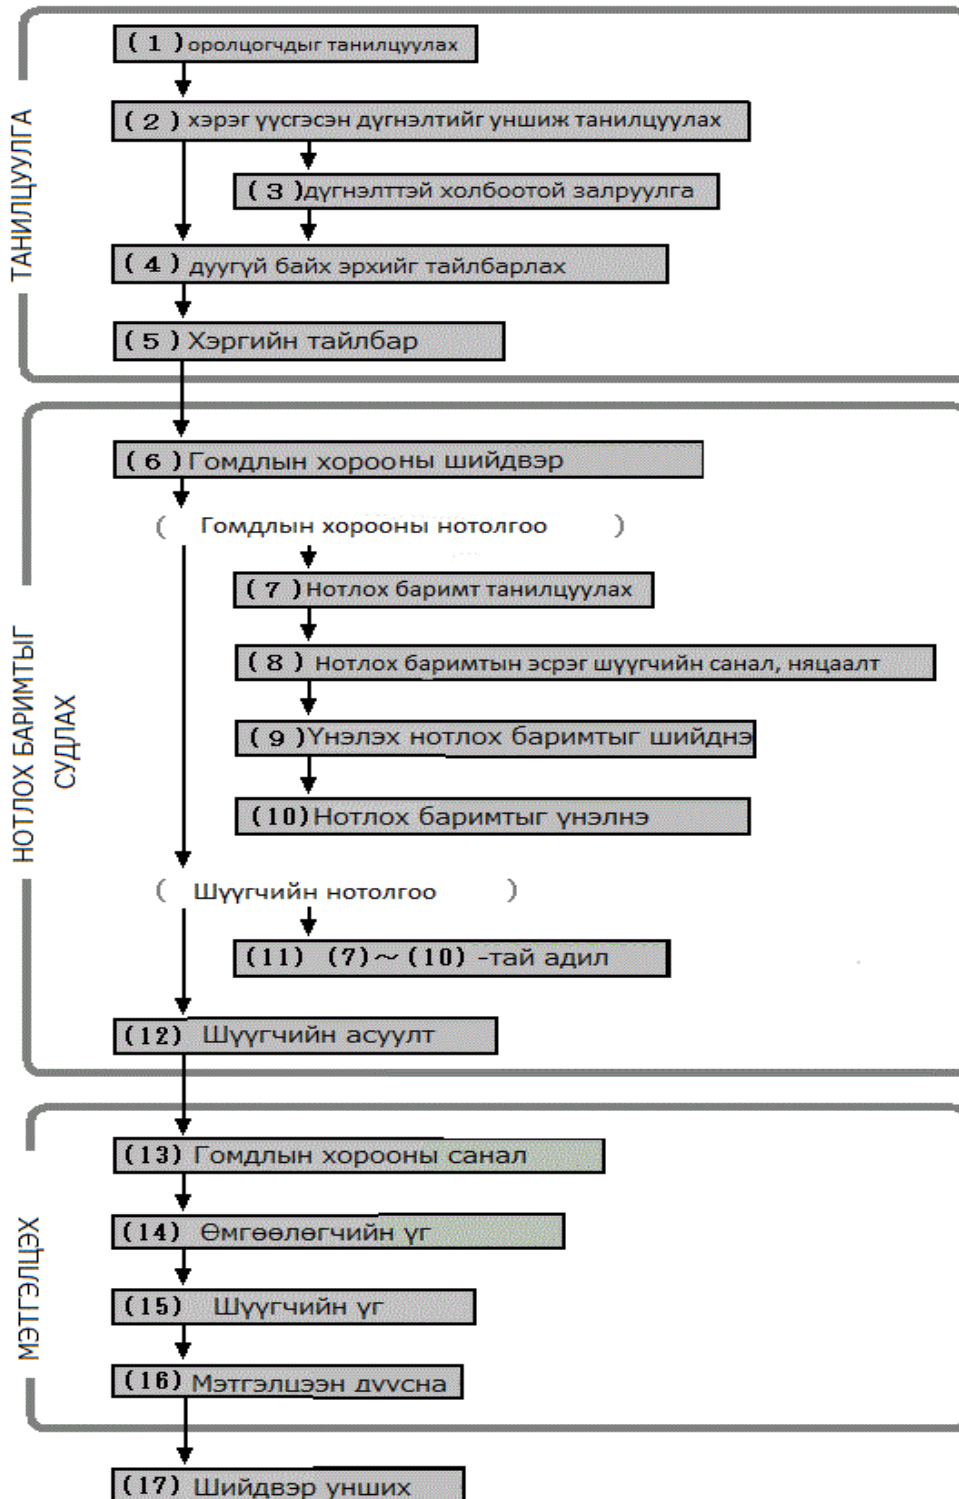 ТАНИЛЦУУЛГА
(1) оролцогчдыг танилцуулах
(2) хэрэг үүсгэсэн дүгнэлтийг уншиж танилцуулах
(3) дүгнэлттэй холбоотой залруулга
(4) дуугүй байх эрхийг тайлбарлах
(5) Хэргийн тайлбар
НОТЛОХ БАРИМТЫГ
СУДЛАХ
(6) Гомдлын хорооны шийдвэр
( Гомдлын хорооны нотолгоо )
(7) Нотлох баримт танилцуулах
(8) Нотлох баримтын эсрэг шүүгчийн санал, няцаалт
(9) Үнэлэх нотлох баримтыг шийднэ
(10) Нотлох баримтыг үнэлнэ
( Шүүгчийн нотолгоо )
(11) (7)～(10) -тай адил
(12) Шүүгчийн асуулт
МЭТГЭЛЦЭХ
(13) Гомдлын хорооны санал
(14) Өмгөөлөгчийн үг
(15) Шүүгчийн үг
(16) Мэтгэлцээн дуусна
(17) Шийдвэр унших